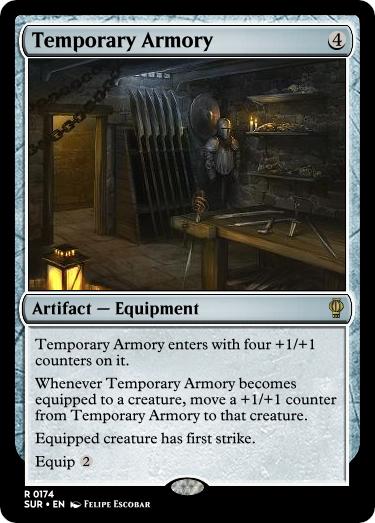 Temporary Armory 4
Artifact — Equipment
Temporary Armory enters with four +1/+1
counters on it.
Whenever Temporary Armory becomes
equipped to a creature, move a +1/+1 counter
from Temporary Armory to that creature.
Equipped creature has first strike.
Equip 2
R 0174
SUR • EN Felipe Escobar